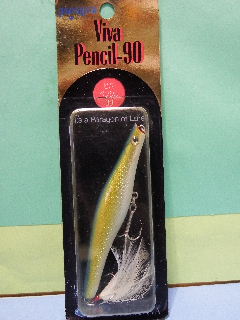 Viva
Pencil-90
is a Paragon of Lure